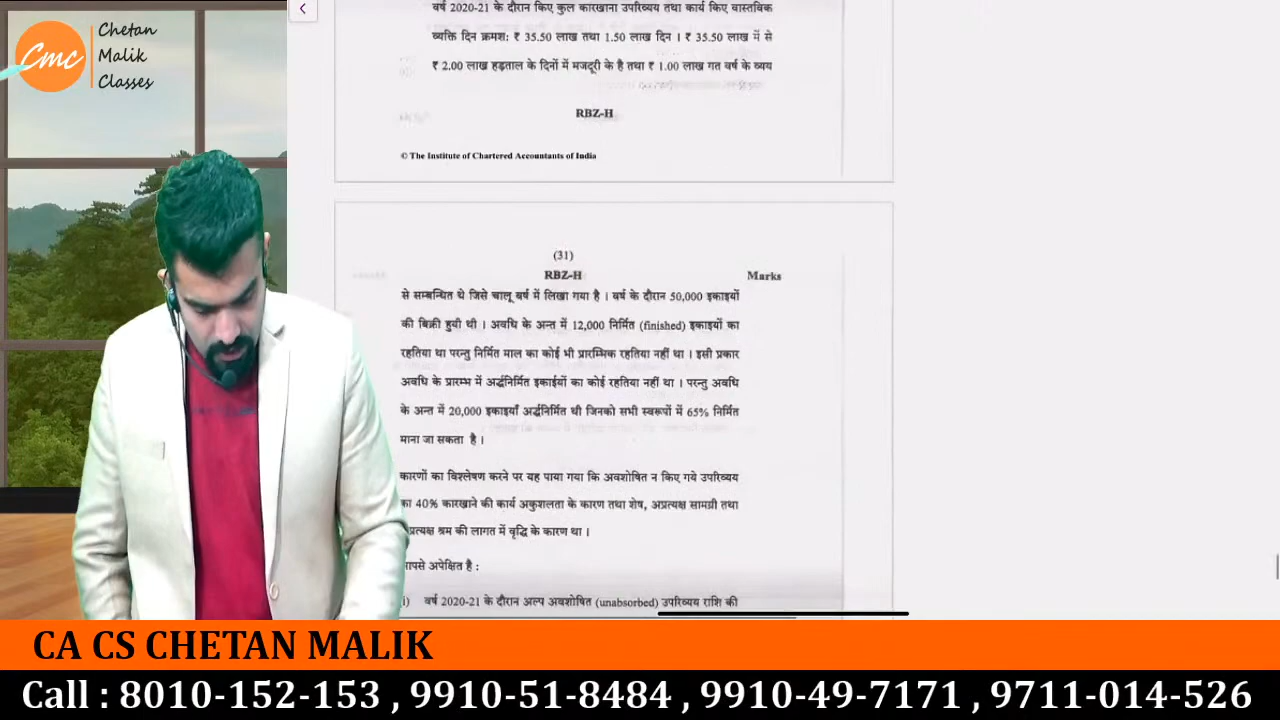 Cmc
Chetan
Malik
Classes
वर्ष 2020-21 के दौरान किए कुल कारखाना उपरिव्यय तथा कार्य किए वास्तविक
व्यक्ति दिन क्रमश: ₹ 35.50 लाख तथा 1.50 लाख दिन । ₹ 35.50 लाख में से
₹ 2.00 लाख हड़ताल के दिनों में मजदूरी के है तथा ₹ 1.00 लाख गत वर्ष के व्यय
RBZ-H
© The Institute of Chartered Accountants of India
(31)
RBZ-H Marks
से सम्बन्धित थे जिसे चालू वर्ष में लिखा गया है । वर्ष के दौरान 50,000 इकाइयों
की बिक्री हुयी थी । अवधि के अन्त में 12,000 निर्मित (finished) इकाइयों का
रहतिया था परन्तु निर्मित माल का कोई भी प्रारम्भिक रहतिया नहीं था । इसी प्रकार
अवधि के प्रारम्भ में अर्द्धनिर्मित इकाईयों का कोई रहतिया नहीं था । परन्तु अवधि
के अन्त में 20,000 इकाइयाँ अर्द्धनिर्मित थी जिनको सभी स्वरूपों में 65% निर्मित
माना जा सकता है ।
कारणों का विश्लेषण करने पर यह पाया गया कि अवशोषित न किए गये उपरिव्यय
का 40% कारखाने की कार्य अकुशलता के कारण तथा शेष, अप्रत्यक्ष सामग्री तथा
प्रत्यक्ष श्रम की लागत में वृद्धि के कारण था ।
अपेक्षित है :
वर्ष 2020-21 के दौरान अल्प अवशोषित (unabsorbed) उपरिव्यय राशि की
CA CS CHETAN MALIK
Call : 8010-152-153 , 9910-51-8484 , 9910-49-7171 , 9711-014-526